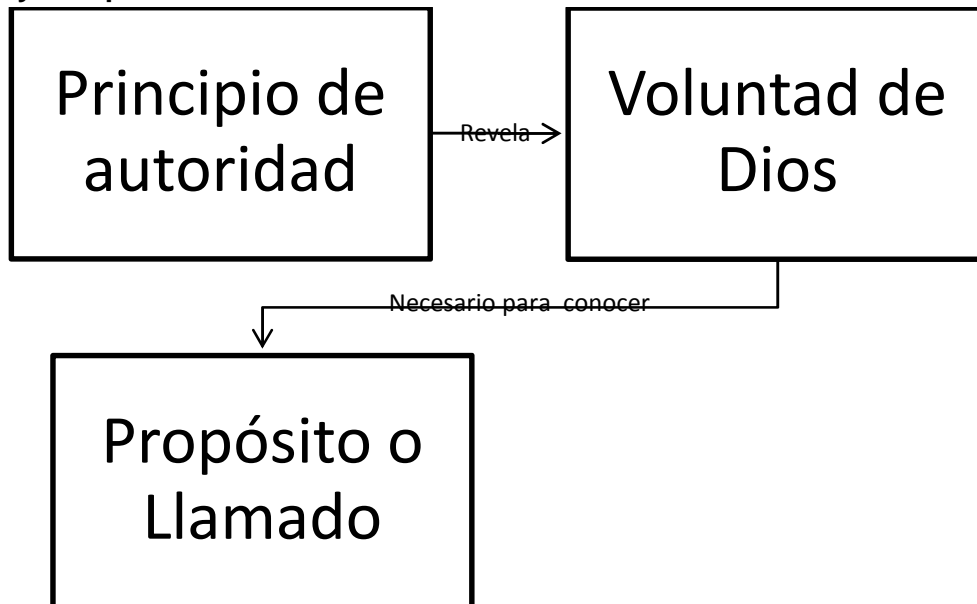 Principio de
autoridad
Revela
Voluntad de
Dios
Necesario para conocer
Propósito o
Llamado